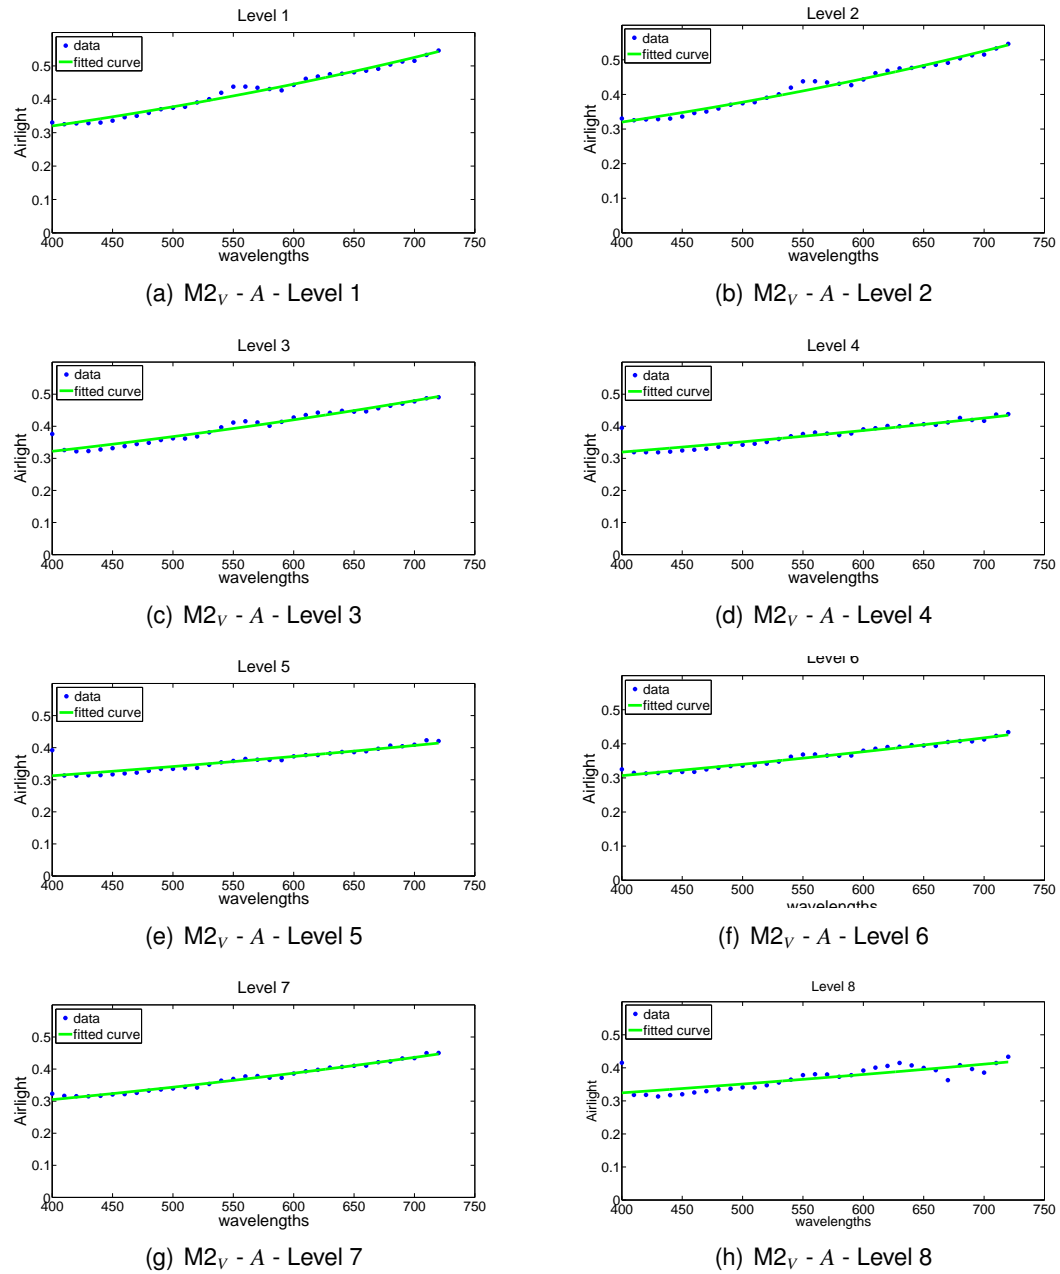 Level 1
data
fitted curve
Airlight
0.5
0.4
0.3
0.2
0.1
0
400 450 500 550 600 650 700 750
wavelengths
(a) M2V - A - Level 1
Level 2
data
fitted curve
Airlight
0.5
0.4
0.3
0.2
0.1
0
400 450 500 550 600 650 700 750
wavelengths
(b) M2V - A - Level 2
Level 3
data
fitted curve
Airlight
0.5
0.4
0.3
0.2
0.1
0
400 450 500 550 600 650 700 750
wavelengths
(c) M2V - A - Level 3
Level 4
data
fitted curve
Airlight
0.5
0.4
0.3
0.2
0.1
0
400 450 500 550 600 650 700 750
wavelengths
(d) M2V - A - Level 4
Level 5
data
fitted curve
Airlight
0.5
0.4
0.3
0.2
0.1
0
400 450 500 550 600 650 700 750
wavelengths
(e) M2V - A - Level 5
Level 6
data
fitted curve
Airlight
0.5
0.4
0.3
0.2
0.1
0
400 450 500 550 600 650 700 750
wavelengths
(f) M2V - A - Level 6
Level 7
data
fitted curve
Airlight
0.5
0.4
0.3
0.2
0.1
0
400 450 500 550 600 650 700 750
wavelengths
(g) M2V - A - Level 7
Level 8
data
fitted curve
Airlight
0.5
0.4
0.3
0.2
0.1
0
400 450 500 550 600 650 700 750
wavelengths
(h) M2V - A - Level 8